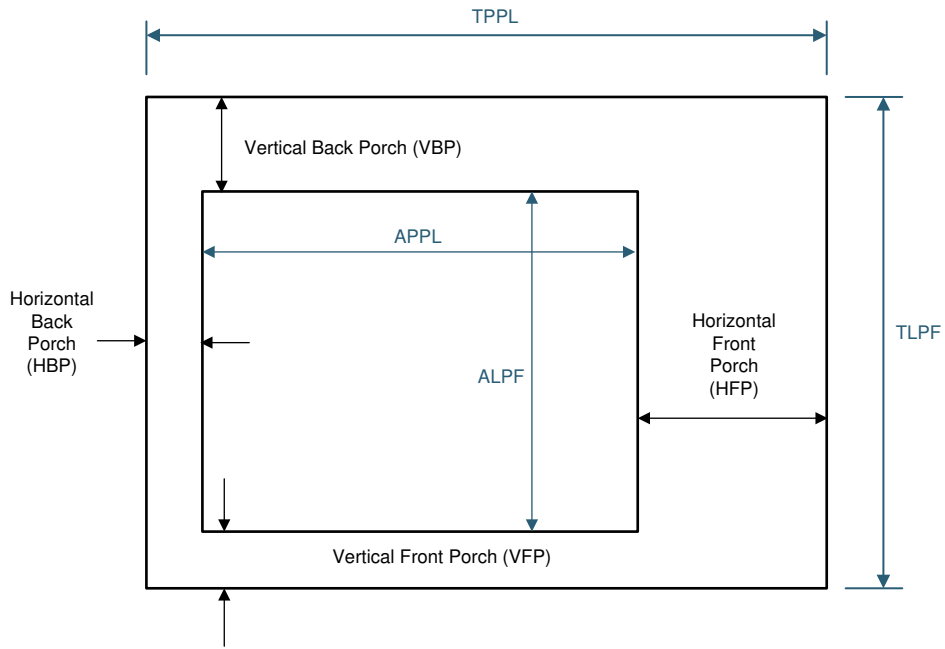 TPPL
Vertical Back Porch (VBP)
APPL
Horizontal
Back
Porch
(HBP)
ALPF
Horizontal
Front
Porch
(HFP)
TLPF
Vertical Front Porch (VFP)